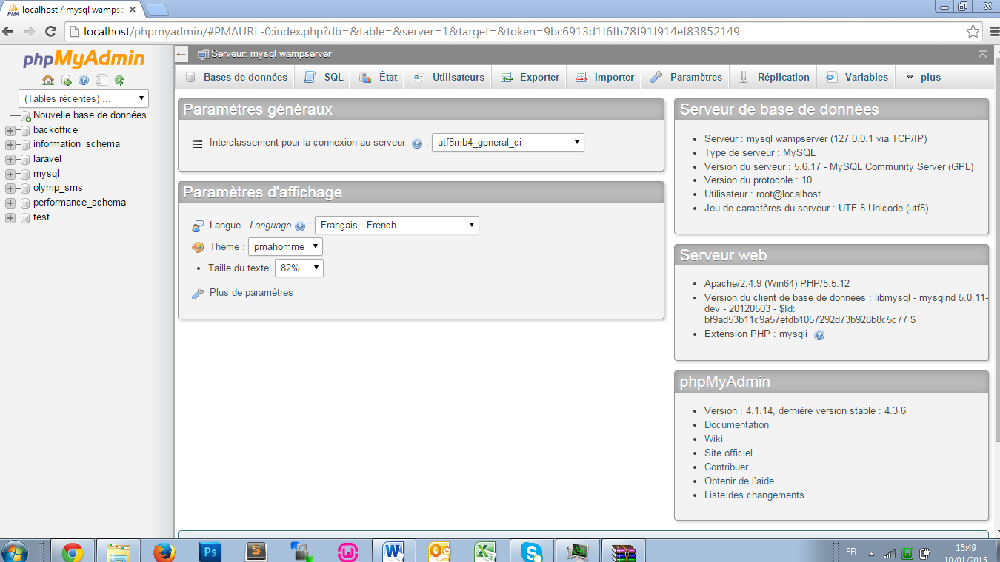 localhost / mysql wampse
localhost/phpmyadmin/#PMAURL-0:index.php?db=&table=&server=1&target=&token=9bc6913d1f6fb78f91f914ef83852149
phpMyAdmin
(Tables récentes) ...
Nouvelle base de données
backoffice
information_schema
laravel
mysql
olymp_sms
performance_schema
test
Serveur: mysql wampserver
Bases de données
SQL
État
Utilisateurs
Exporter
Importer
Paramètres
Réplication
Variables
plus
Paramètres généraux
Interclassement pour la connexion au serveur : utf8mb4_general_ci
Paramètres d'affichage
Langue - Language : Français - French
Thème : pmahomme
Taille du texte: 82%
Plus de paramètres
Serveur de base de données
Serveur : mysql wampserver (127.0.0.1 via TCP/IP)
Type de serveur : MySQL
Version du serveur : 5.6.17 - MySQL Community Server (GPL)
Version du protocole : 10
Utilisateur : root@localhost
Jeu de caractères du serveur : UTF-8 Unicode (utf8)
Serveur web
Apache/2.4.9 (Win64) PHP/5.5.12
Version du client de base de données : libmysql - mysqlnd 5.0.11-
dev - 20120503 - $Id:
bf9ad53b11c9a57efdb1057292d73b928b8c5c77 $
Extension PHP : mysqli
phpMyAdmin
Version : 4.1.14, dernière version stable : 4.3.6
Documentation
Wiki
Site officiel
Contribuer
Obtenir de l'aide
Liste des changements
FR
15:49
10/01/2015